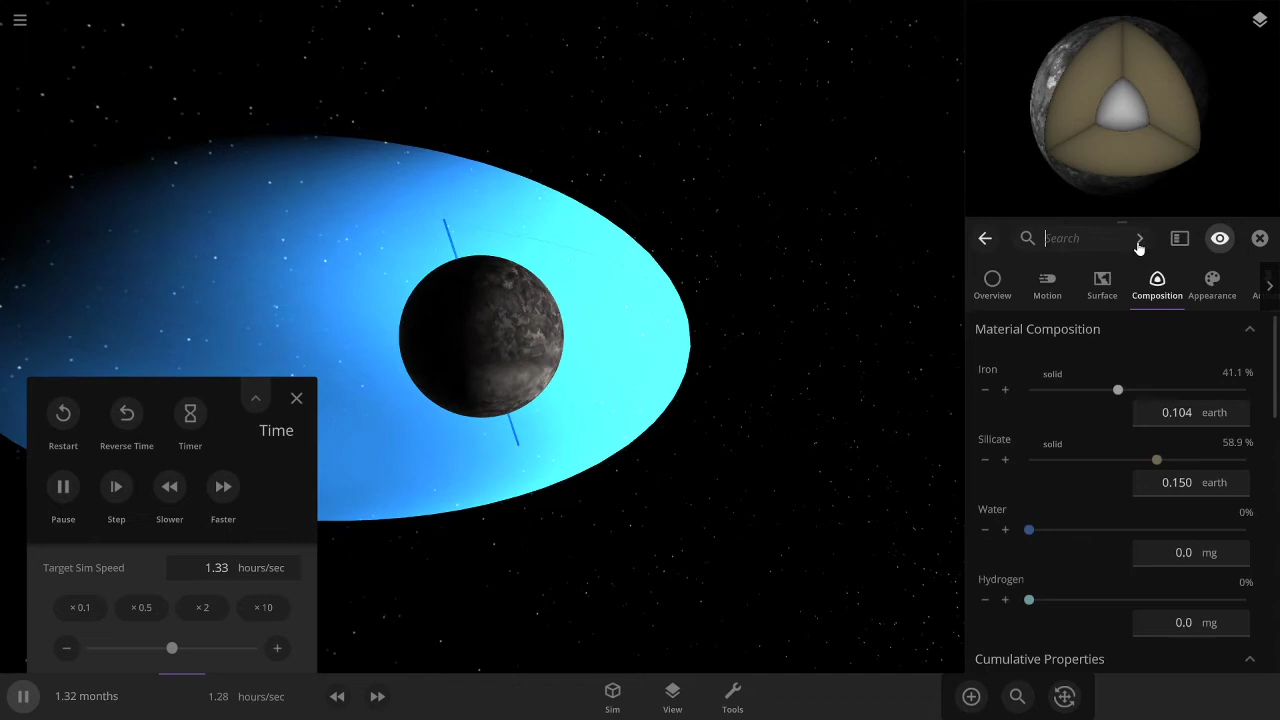 Search
Overview Motion Surface Composition Appearance
Material Composition
Iron solid 41.1 %
0.104 earth
Silicate solid 58.9 %
0.150 earth
Water 0%
0.0 mg
Hydrogen 0%
0.0 mg
Cumulative Properties
Time
Restart Reverse Time Timer
Pause Step Slower Faster
Target Sim Speed 1.33 hours/sec
× 0.1 × 0.5 × 2 × 10
1.32 months 1.28 hours/sec
Sim View Tools